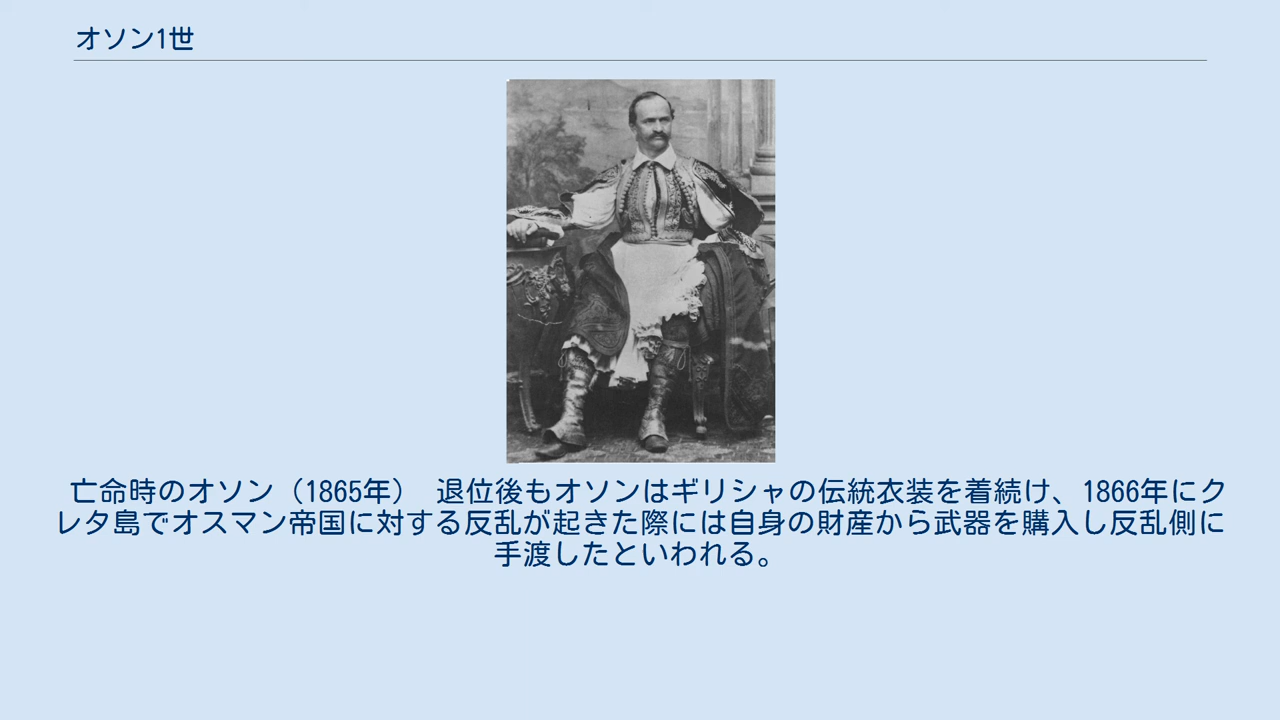 オソン1世
亡命時のオソン（1865年）　退位後もオソンはギリシャの伝統衣装を着続け、1866年にク
レタ島でオスマン帝国に対する反乱が起きた際には自身の財産から武器を購入し反乱側に
手渡したといわれる。